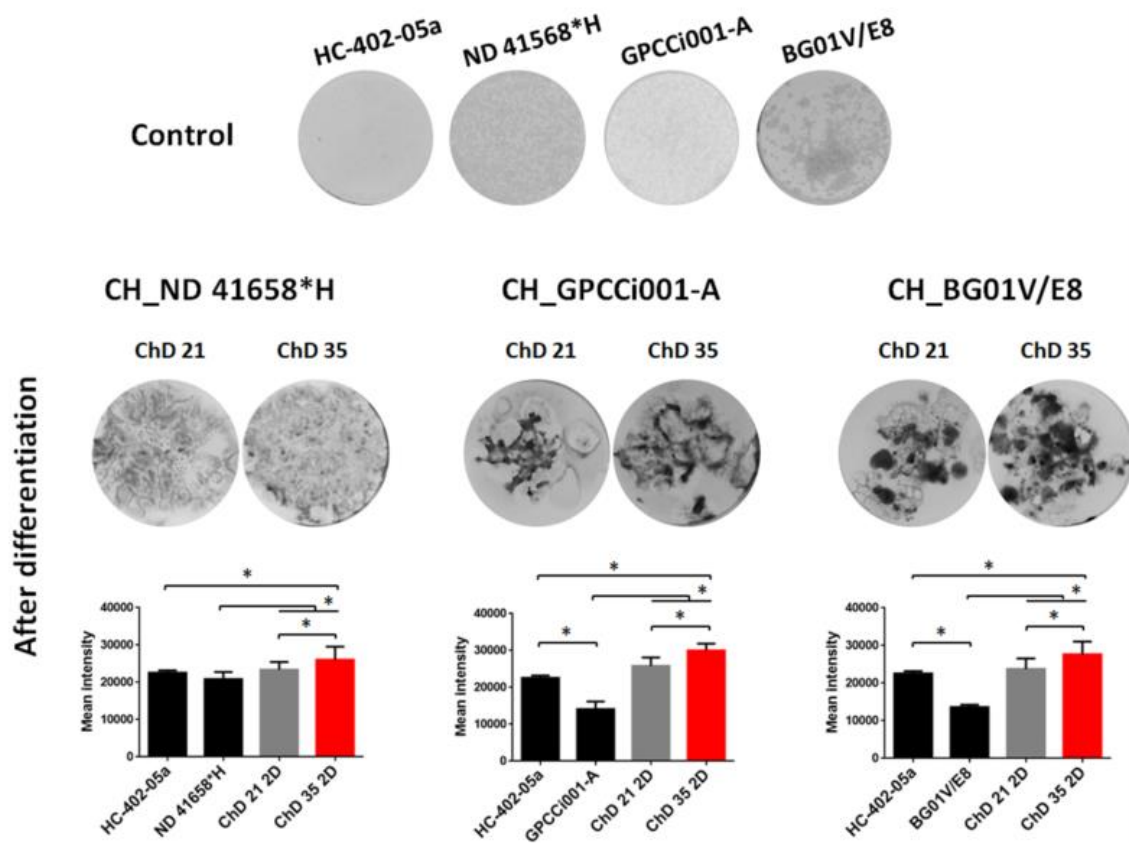 HC-402-05a
ND 41568*H
GPCCi001-A
BG01V/E8
Control
After differentiation
CH_ND 41658*H
CH_GPCCi001-A
CH_BG01V/E8
ChD 21
ChD 35
ChD 21
ChD 35
ChD 21
ChD 35
*
*
*
Mean intensity
40000
30000
20000
10000
0
HC-402-05a
ND 41658*H
ChD 21 2D
ChD 35 2D
*
*
*
*
Mean intensity
40000
30000
20000
10000
0
HC-402-05a
GPCCi001-A
ChD 21 2D
ChD 35 2D
*
*
*
*
Mean intensity
40000
30000
20000
10000
0
HC-402-05a
BG01V/E8
ChD 21 2D
ChD 35 2D